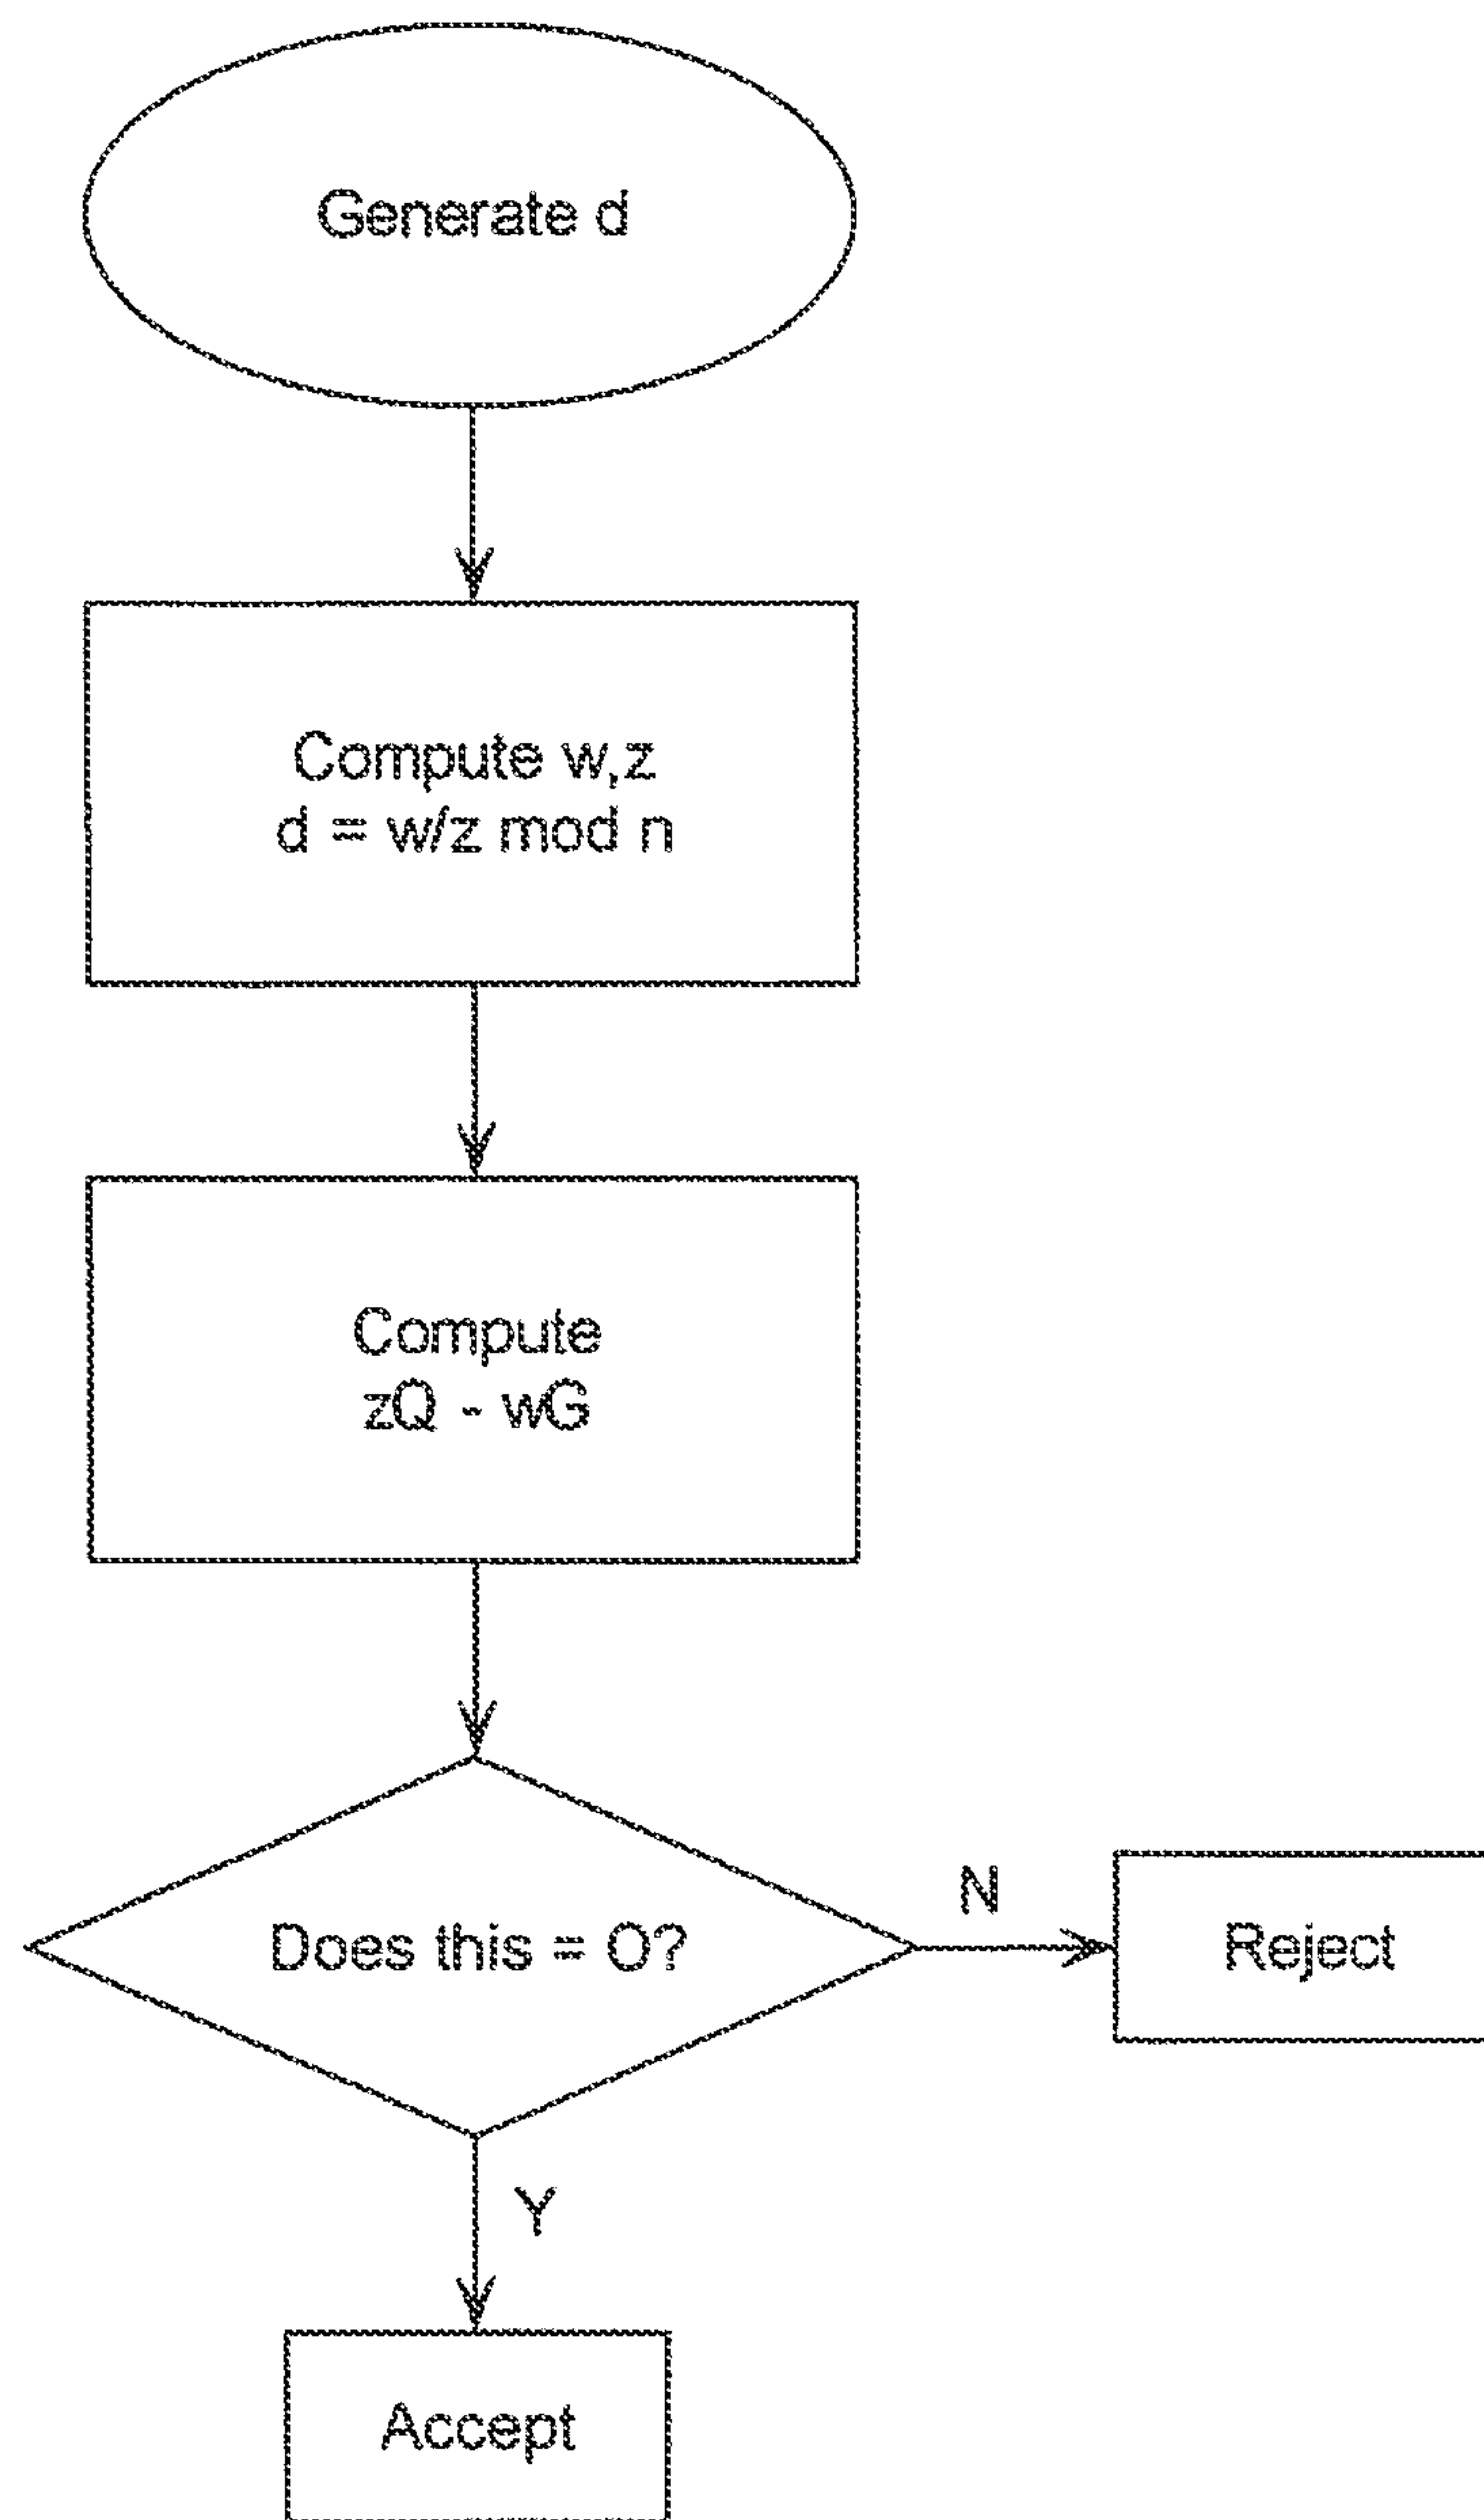 Generate d
Compute w,z
d = w/z mod n
Compute
zQ - wG
Does this = O?
N
Reject
Y
Accept